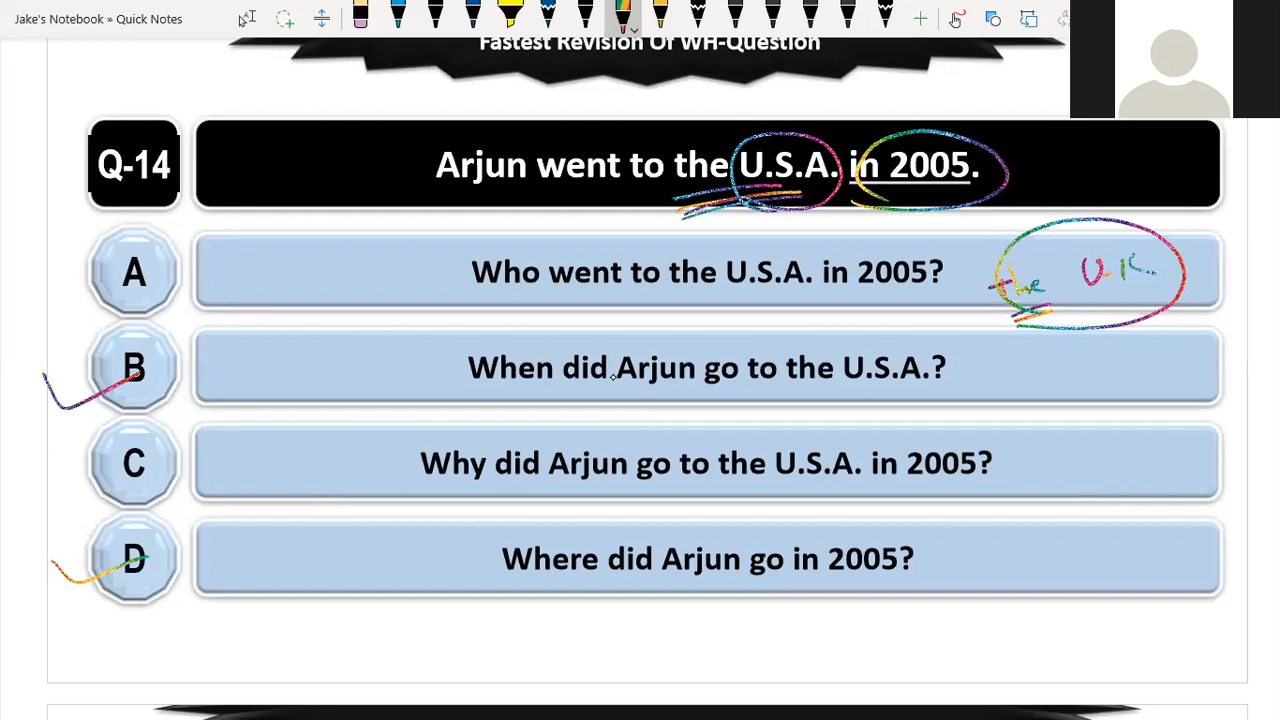 Jake's Notebook » Quick Notes
Fastest Revision Of WH-Question
Q-14
Arjun went to the U.S.A. in 2005.
A
Who went to the U.S.A. in 2005?
the U.K.
B
When did Arjun go to the U.S.A.?
C
Why did Arjun go to the U.S.A. in 2005?
D
Where did Arjun go in 2005?